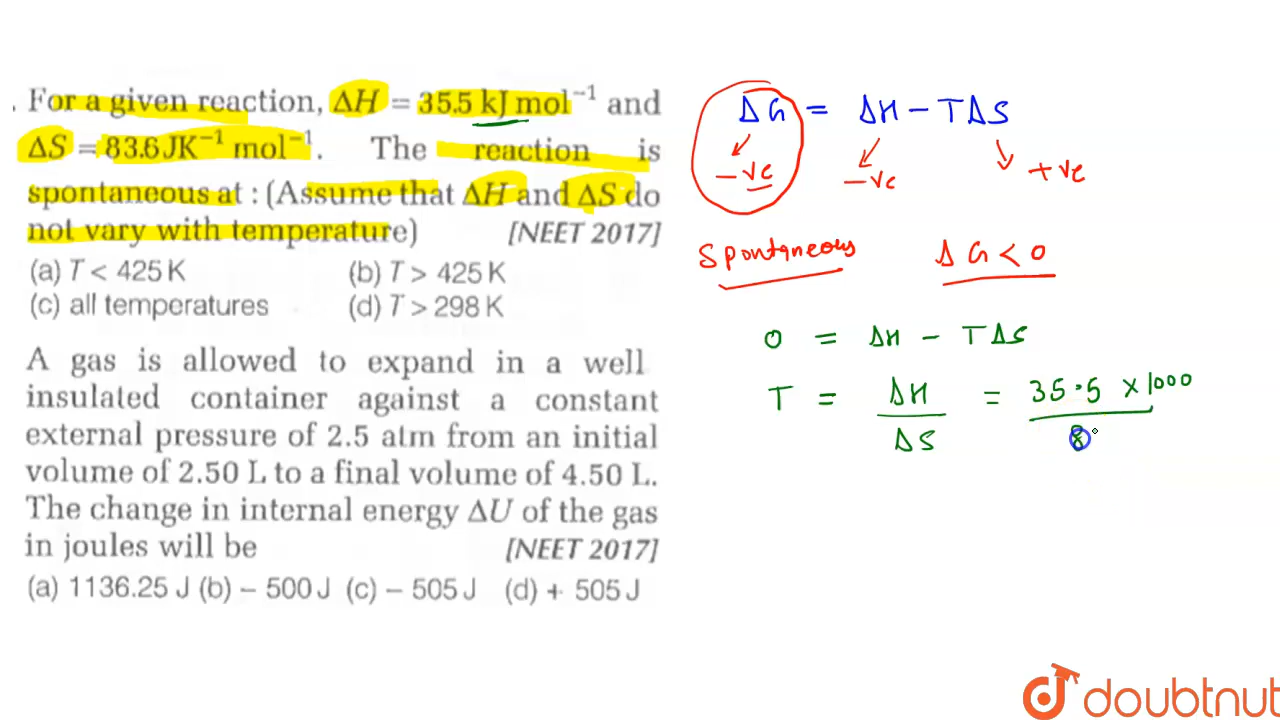 . For a given reaction, ΔH = 35.5 kJ mol⁻¹ and
ΔS = 83.6 JK⁻¹ mol⁻¹. The reaction is
spontaneous at : (Assume that ΔH and ΔS do
not vary with temperature) [NEET 2017]
(a) T < 425 K (b) T > 425 K
(c) all temperatures (d) T > 298 K
A gas is allowed to expand in a well
insulated container against a constant
external pressure of 2.5 atm from an initial
volume of 2.50 L to a final volume of 4.50 L.
The change in internal energy ΔU of the gas
in joules will be [NEET 2017]
(a) 1136.25 J (b) – 500 J (c) – 505 J (d) + 505 J
ΔG = ΔH – TΔS
–ve –ve +ve
Spontaneous ΔG < 0
0 = ΔH – TΔS
T = ΔH = 35.5 × 1000
ΔS 8
doubtnut